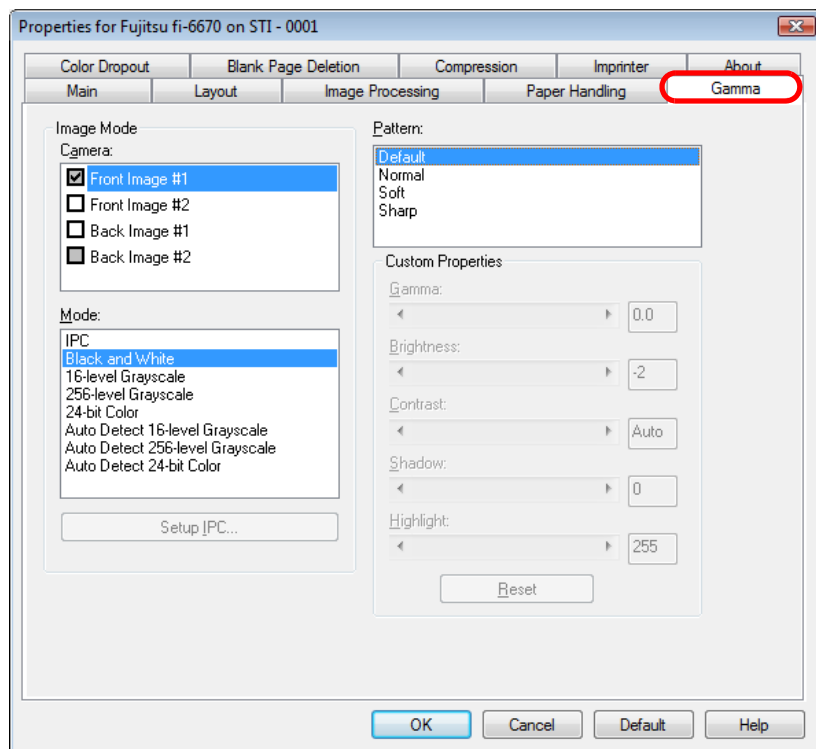 Properties for Fujitsu fi-6670 on STI - 0001
Color Dropout
Blank Page Deletion
Compression
Imprinter
About
Main
Layout
Image Processing
Paper Handling
Gamma
Image Mode
Camera:
Front Image #1
Front Image #2
Back Image #1
Back Image #2
Mode:
IPC
Black and White
16-level Grayscale
256-level Grayscale
24-bit Color
Auto Detect 16-level Grayscale
Auto Detect 256-level Grayscale
Auto Detect 24-bit Color
Setup IPC...
Pattern:
Default
Normal
Soft
Sharp
Custom Properties
Gamma:
0.0
Brightness:
-2
Contrast:
Auto
Shadow:
0
Highlight:
255
Reset
OK
Cancel
Default
Help